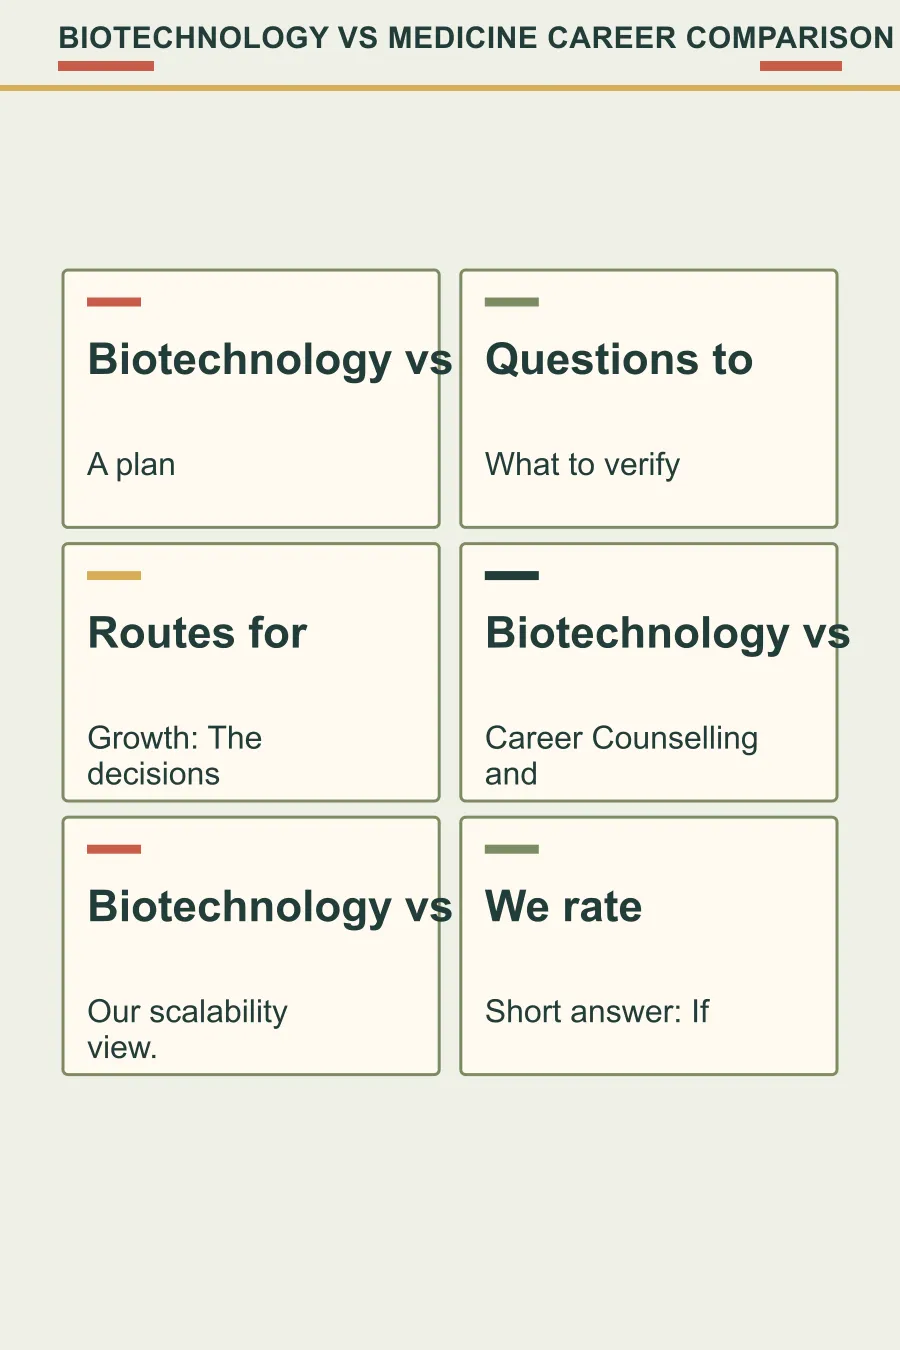 BIOTECHNOLOGY VS MEDICINE CAREER COMPARISON
Biotechnology vs
A plan
Questions to
What to verify
Routes for
Growth: The
decisions
Biotechnology vs
Career Counselling
and
Biotechnology vs
Our scalability
view.
We rate
Short answer: If